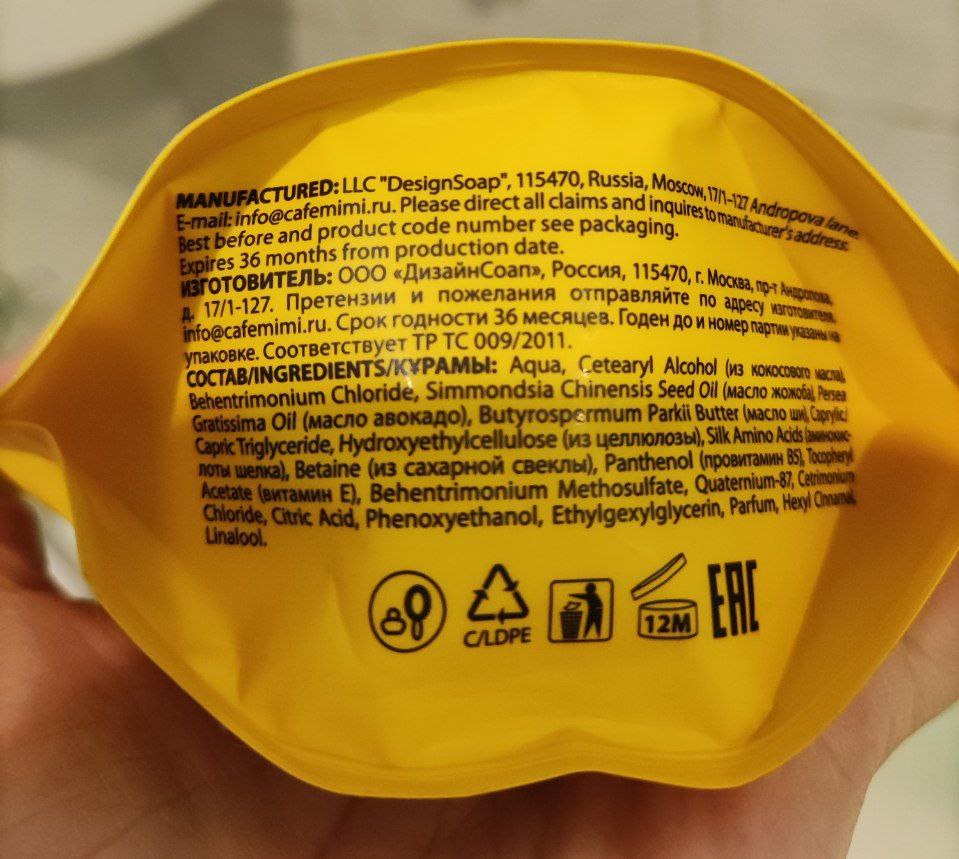 MANUFACTURED: LLC "DesignSoap", 115470, Russia, Moscow, 17/1-127 Andropova lane.
E-mail: info@cafemimi.ru. Please direct all claims and inquires to manufacturer's address.
Best before and product code number see packaging.
Expires 36 months from production date.
ИЗГОТОВИТЕЛЬ: ООО «ДизайнСоап», Россия, 115470, г. Москва, пр-т Андропова,
д. 17/1-127. Претензии и пожелания отправляйте по адресу изготовителя.
info@cafemimi.ru. Срок годности 36 месяцев. Годен до и номер партии указаны на
упаковке. Соответствует ТР ТС 009/2011.
СОСТАВ/INGREDIENTS/ҚҰРАМЫ: Aqua, Cetearyl Alcohol (из кокосового масла),
Behentrimonium Chloride, Simmondsia Chinensis Seed Oil (масло жожоба), Persea
Gratissima Oil (масло авокадо), Butyrospermum Parkii Butter (масло ши), Caprylic/
Capric Triglyceride, Hydroxyethylcellulose (из целлюлозы), Silk Amino Acids (аминокис-
лоты шелка), Betaine (из сахарной свеклы), Panthenol (провитамин B5), Tocopheryl
Acetate (витамин Е), Behentrimonium Methosulfate, Quaternium-87, Cetrimonium
Chloride, Citric Acid, Phenoxyethanol, Ethylgexylglycerin, Parfum, Hexyl Cinnamal,
Linalool.
C/LDPE
12M
EAC